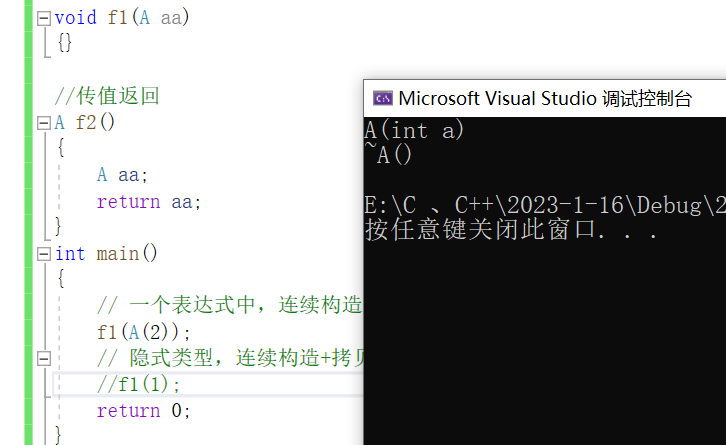 void f1(A aa)
{}
//传值返回
A f2()
{
A aa;
return aa;
}
int main()
{
// 一个表达式中，连续构造
f1(A(2));
// 隐式类型，连续构造+拷贝
//f1(1);
return 0;
}
Microsoft Visual Studio 调试控制台
A(int a)
~A()
E:\C 、C++\2023-1-16\Debug\2
按任意键关闭此窗口. . .